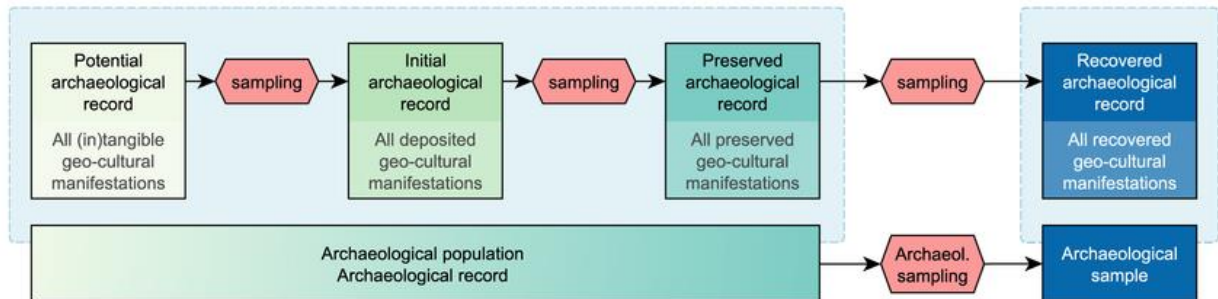 Potential
archaeological
record
All (in)tangible
geo-cultural
manifestations
sampling
Initial
archaeological
record
All deposited
geo-cultural
manifestations
sampling
Preserved
archaeological
record
All preserved
geo-cultural
manifestations
sampling
Recovered
archaeological
record
All recovered
geo-cultural
manifestations
Archaeological population
Archaeological record
Archaeol.
sampling
Archaeological
sample